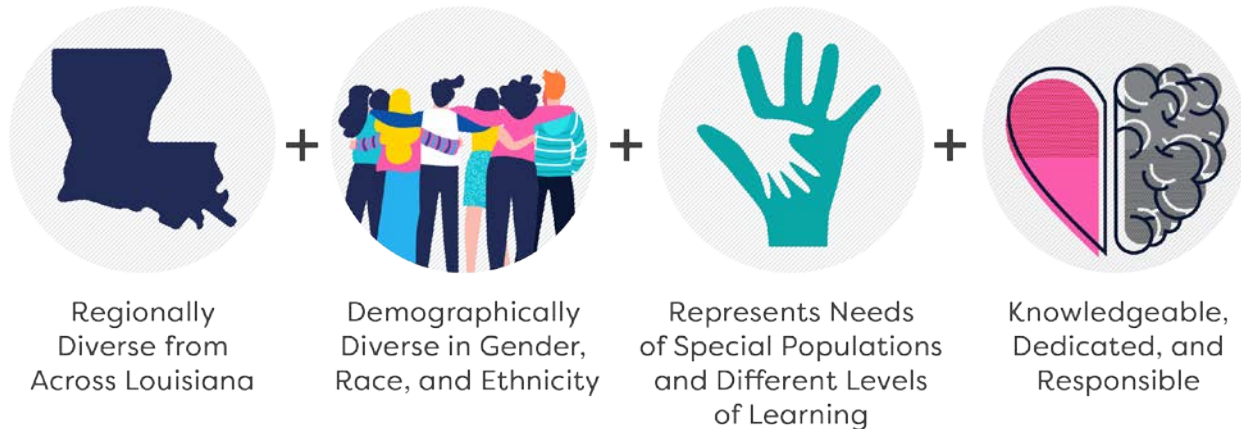 Regionally
Diverse from
Across Louisiana
+
Demographically
Diverse in Gender,
Race, and Ethnicity
+
Represents Needs
of Special Populations
and Different Levels
of Learning
+
Knowledgeable,
Dedicated, and
Responsible